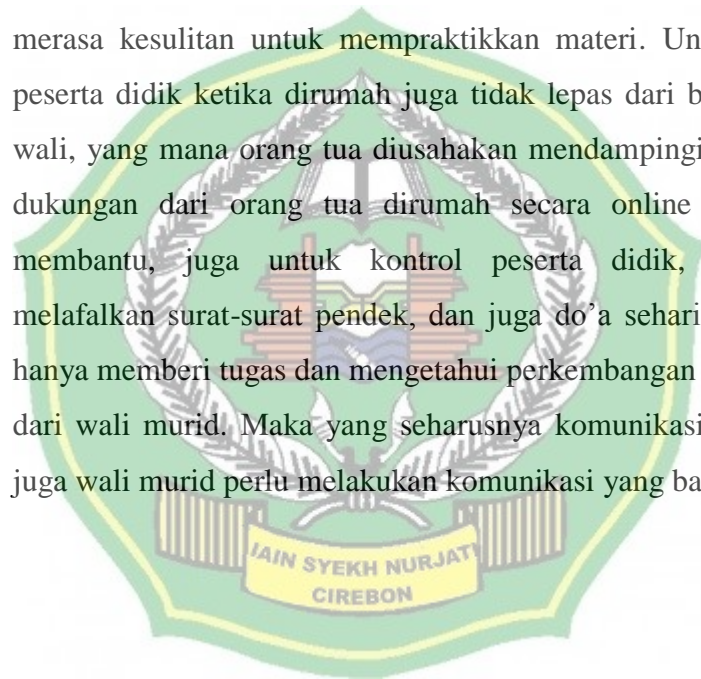 merasa kesulitan untuk mempraktikkan materi. Un
peserta didik ketika dirumah juga tidak lepas dari b
wali, yang mana orang tua diusahakan mendampingi
dukungan dari orang tua dirumah secara online
membantu, juga untuk kontrol peserta didik,
melafalkan surat-surat pendek, dan juga do’a sehari
hanya memberi tugas dan mengetahui perkembangan
dari wali murid. Maka yang seharusnya komunikasi
juga wali murid perlu melakukan komunikasi yang ba
IAIN SYEKH NURJATI
CIREBON